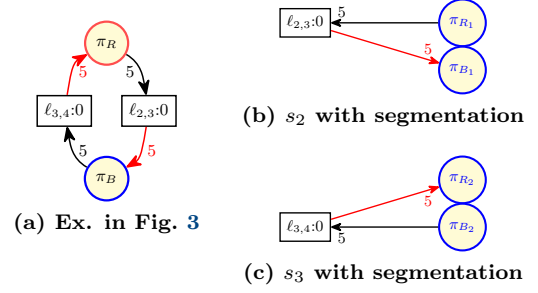 π_R
5 5
ℓ_{3,4}:0 ℓ_{2,3}:0
5 5
π_B
(a) Ex. in Fig. 3
ℓ_{2,3}:0 5 π_{R_1}
5 π_{B_1}
(b) s_2 with segmentation
π_{R_2}
ℓ_{3,4}:0 5
5 π_{B_2}
(c) s_3 with segmentation